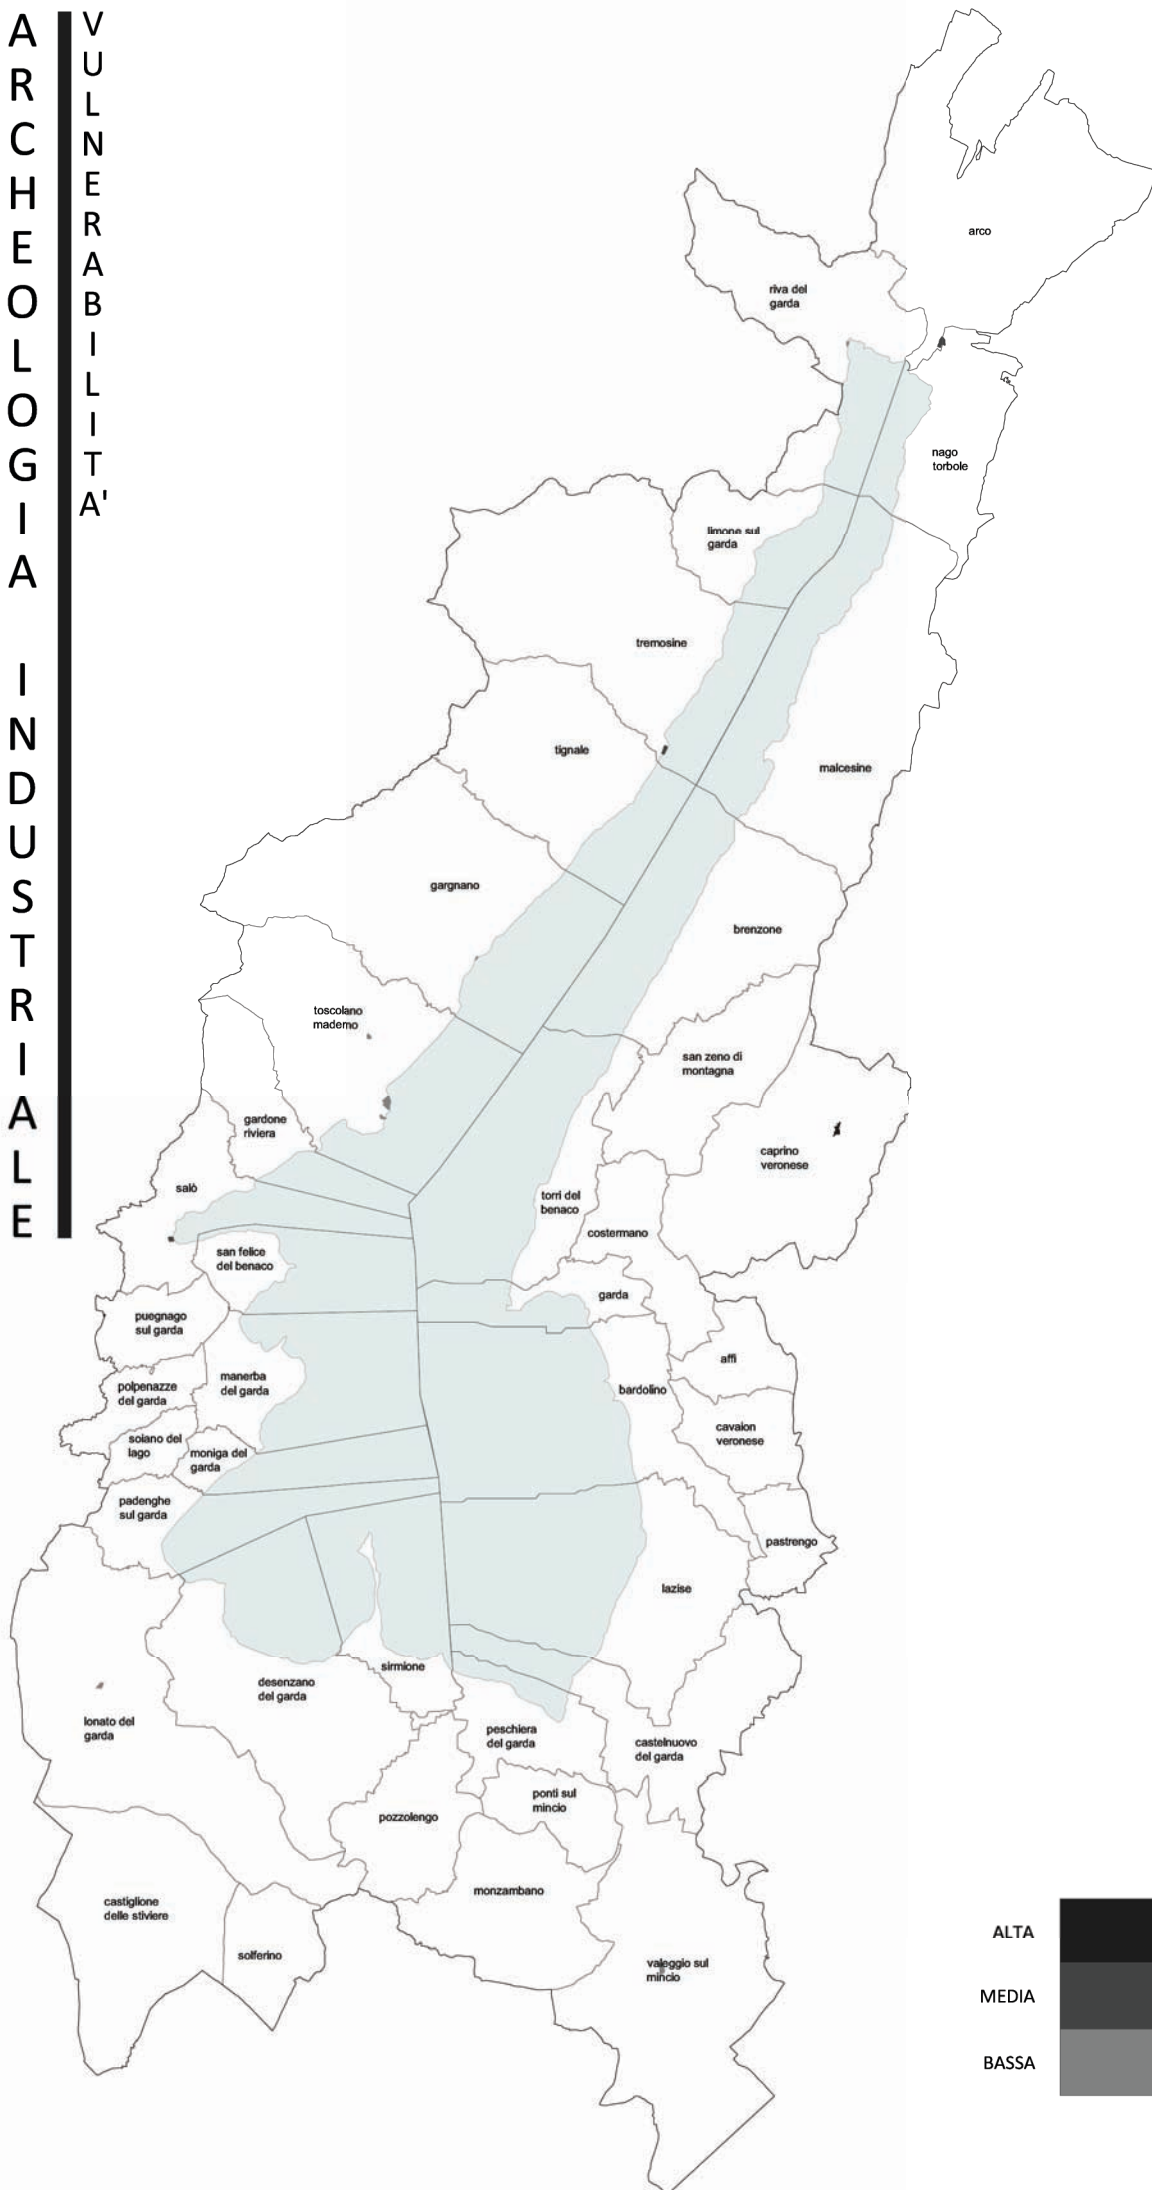 ARCHEOLOGIA INDUSTRIALE
VULNERABILITA'
arco
riva del
garda
nago
torbole
limone sul
garda
tremosine
tignale
malcesine
gargnano
brenzone
toscolano
maderno
san zeno di
montagna
gardone
riviera
caprino
veronese
salò
torri del
benaco
costermano
san felice
del benaco
garda
puegnago
sul garda
affi
manerba
del garda
polpenazze
del garda
bardolino
cavaion
veronese
soiano del
lago
moniga del
garda
padenghe
sul garda
pastrengo
lazise
sirmione
desenzano
del garda
lonato del
garda
peschiera
del garda
castelnuovo
del garda
ponti sul
mincio
pozzolengo
monzambano
castiglione
delle stiviere
solferino
valeggio sul
mincio
ALTA
MEDIA
BASSA